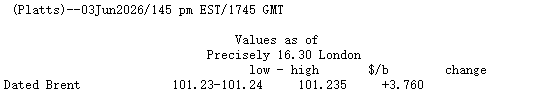 (Platts)--03Jun2026/145 pm EST/1745 GMT
Values as of
Precisely 16.30 London
low - high $/b change
Dated Brent 101.23-101.24 101.235 +3.760